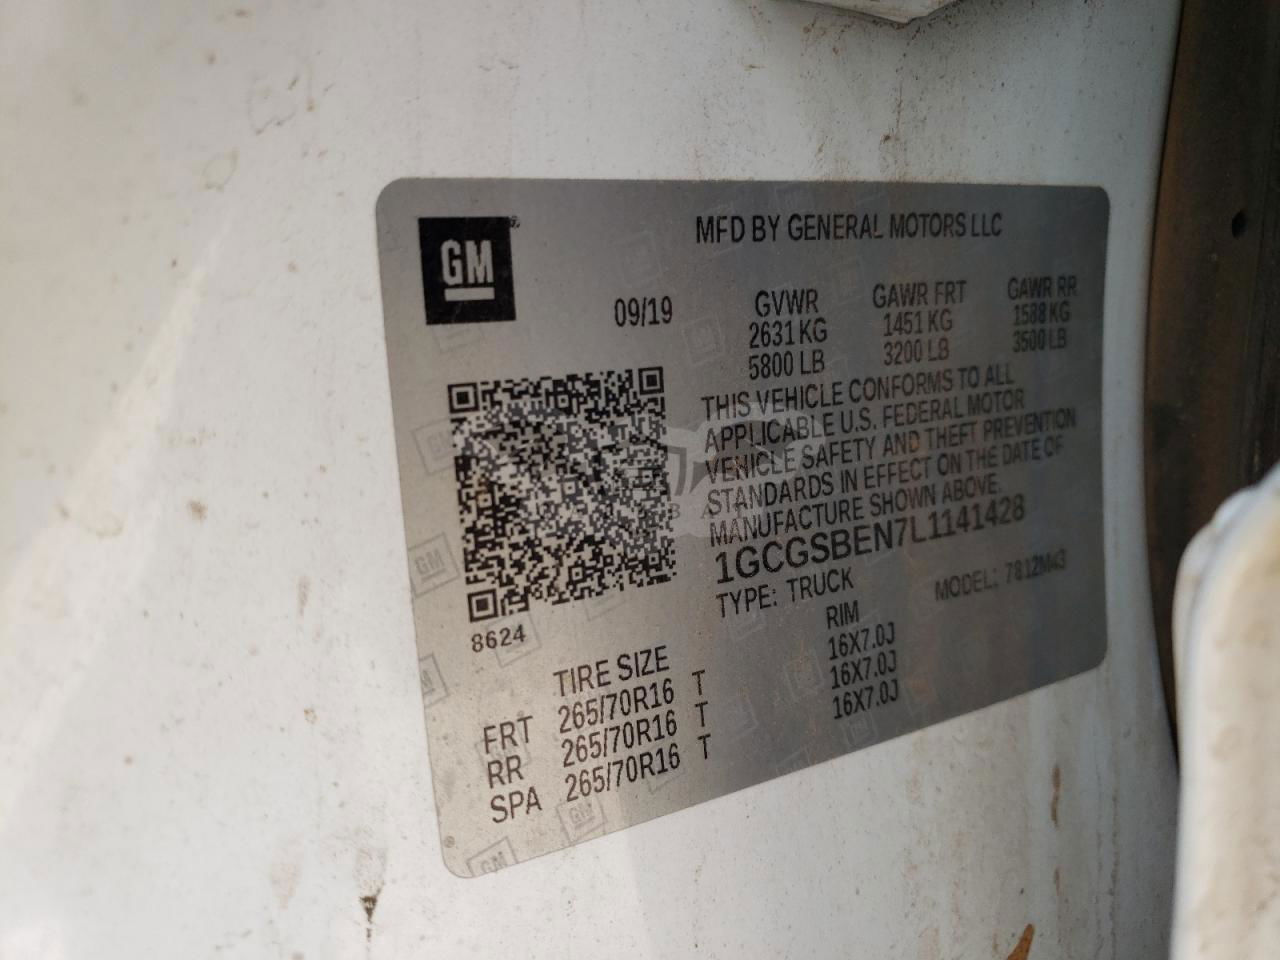 GM
MFD BY GENERAL MOTORS LLC
09/19
GVWR GAWR FRT GAWR RR
2631 KG 1451 KG 1588 KG
5800 LB 3200 LB 3500 LB
THIS VEHICLE CONFORMS TO ALL
APPLICABLE U.S. FEDERAL MOTOR
VEHICLE SAFETY AND THEFT PREVENTION
STANDARDS IN EFFECT ON THE DATE OF
MANUFACTURE SHOWN ABOVE.
1GCGSBEN7L1141428
TYPE: TRUCK MODEL: 7812M43
8624
TIRE SIZE RIM
FRT 265/70R16 T 16X7.0J
RR 265/70R16 T 16X7.0J
SPA 265/70R16 T 16X7.0J